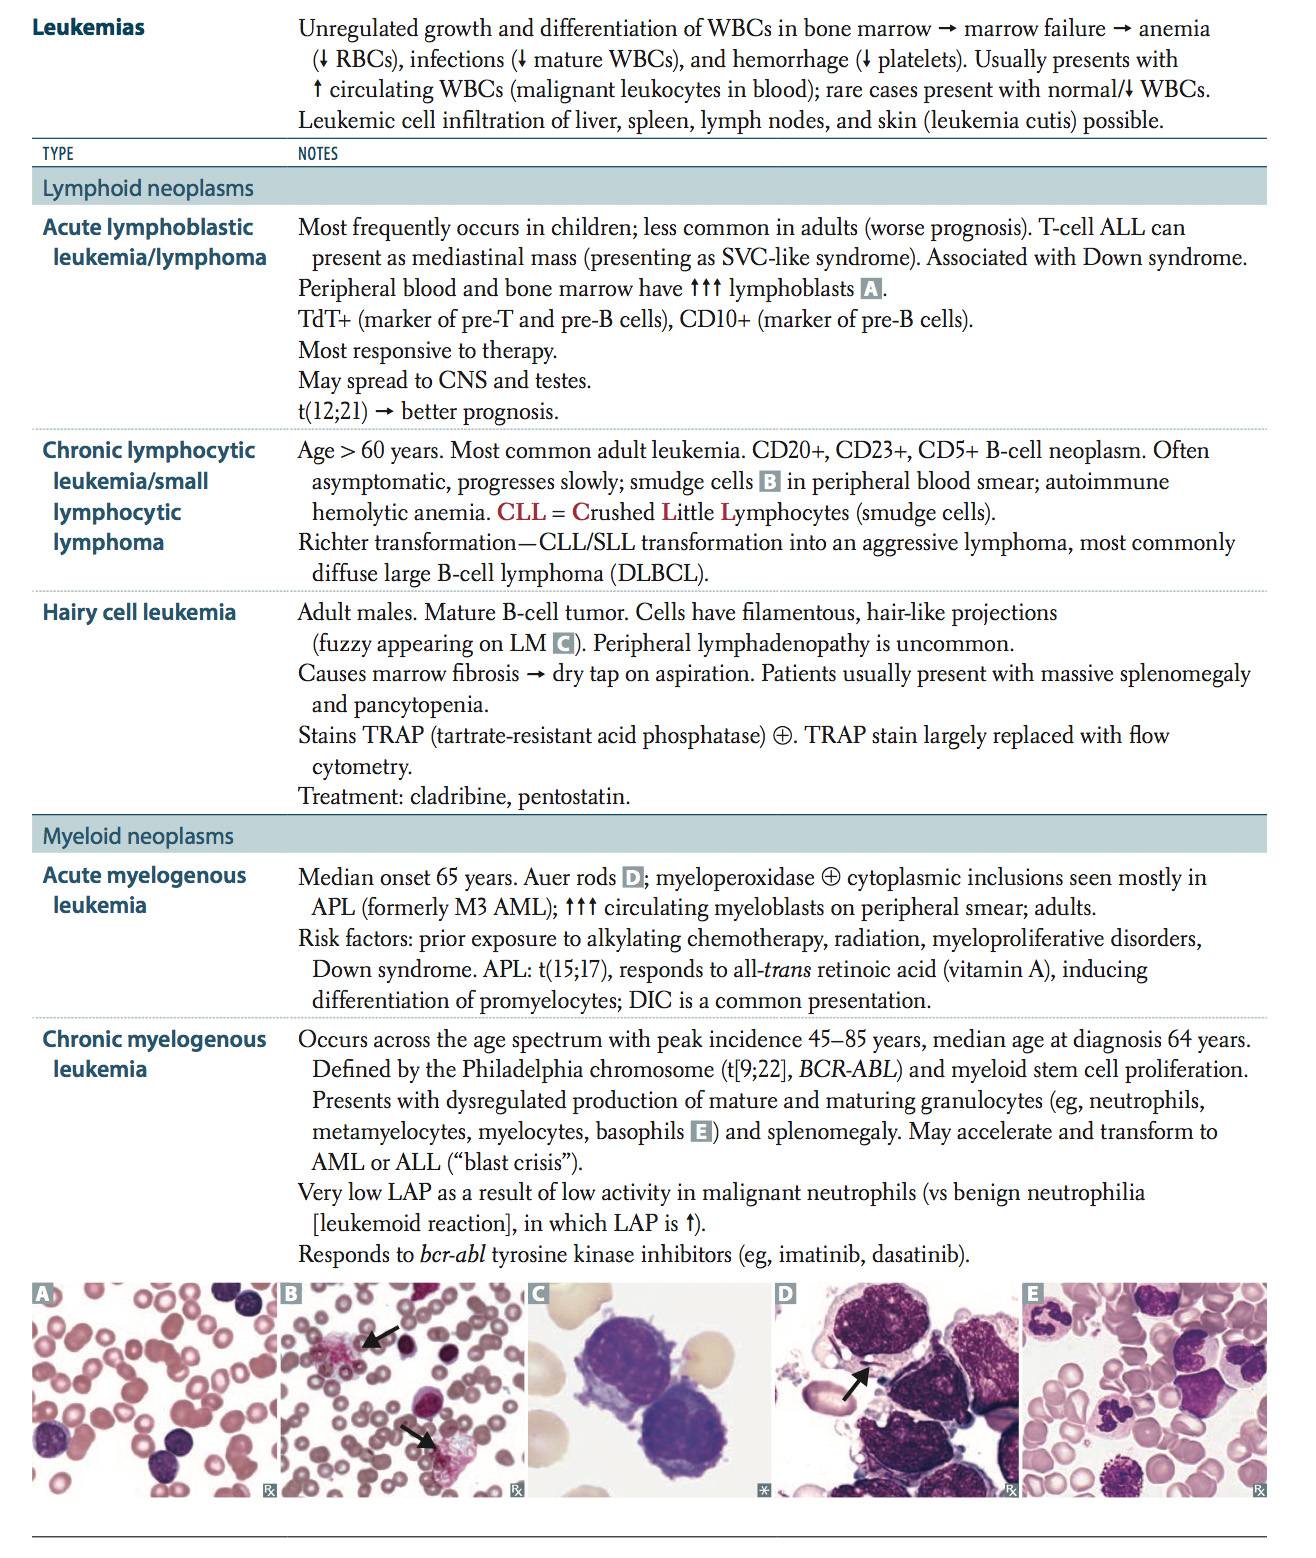 Leukemias
Unregulated growth and differentiation of WBCs in bone marrow → marrow failure → anemia
(↓ RBCs), infections (↓ mature WBCs), and hemorrhage (↓ platelets). Usually presents with
↑ circulating WBCs (malignant leukocytes in blood); rare cases present with normal/↓ WBCs.
Leukemic cell infiltration of liver, spleen, lymph nodes, and skin (leukemia cutis) possible.
TYPE NOTES
Lymphoid neoplasms
Acute lymphoblastic
leukemia/lymphoma
Most frequently occurs in children; less common in adults (worse prognosis). T-cell ALL can
present as mediastinal mass (presenting as SVC-like syndrome). Associated with Down syndrome.
Peripheral blood and bone marrow have ↑↑↑ lymphoblasts A.
TdT+ (marker of pre-T and pre-B cells), CD10+ (marker of pre-B cells).
Most responsive to therapy.
May spread to CNS and testes.
t(12;21) → better prognosis.
Chronic lymphocytic
leukemia/small
lymphocytic
lymphoma
Age > 60 years. Most common adult leukemia. CD20+, CD23+, CD5+ B-cell neoplasm. Often
asymptomatic, progresses slowly; smudge cells B in peripheral blood smear; autoimmune
hemolytic anemia. CLL = Crushed Little Lymphocytes (smudge cells).
Richter transformation—CLL/SLL transformation into an aggressive lymphoma, most commonly
diffuse large B-cell lymphoma (DLBCL).
Hairy cell leukemia
Adult males. Mature B-cell tumor. Cells have filamentous, hair-like projections
(fuzzy appearing on LM C). Peripheral lymphadenopathy is uncommon.
Causes marrow fibrosis → dry tap on aspiration. Patients usually present with massive splenomegaly
and pancytopenia.
Stains TRAP (tartrate-resistant acid phosphatase) ⊕. TRAP stain largely replaced with flow
cytometry.
Treatment: cladribine, pentostatin.
Myeloid neoplasms
Acute myelogenous
leukemia
Median onset 65 years. Auer rods D; myeloperoxidase ⊕ cytoplasmic inclusions seen mostly in
APL (formerly M3 AML); ↑↑↑ circulating myeloblasts on peripheral smear; adults.
Risk factors: prior exposure to alkylating chemotherapy, radiation, myeloproliferative disorders,
Down syndrome. APL: t(15;17), responds to all-trans retinoic acid (vitamin A), inducing
differentiation of promyelocytes; DIC is a common presentation.
Chronic myelogenous
leukemia
Occurs across the age spectrum with peak incidence 45–85 years, median age at diagnosis 64 years.
Defined by the Philadelphia chromosome (t[9;22], BCR-ABL) and myeloid stem cell proliferation.
Presents with dysregulated production of mature and maturing granulocytes (eg, neutrophils,
metamyelocytes, myelocytes, basophils E) and splenomegaly. May accelerate and transform to
AML or ALL (“blast crisis”).
Very low LAP as a result of low activity in malignant neutrophils (vs benign neutrophilia
[leukemoid reaction], in which LAP is ↑).
Responds to bcr-abl tyrosine kinase inhibitors (eg, imatinib, dasatinib).
A B C D E
℞ ℞ * ℞ ℞